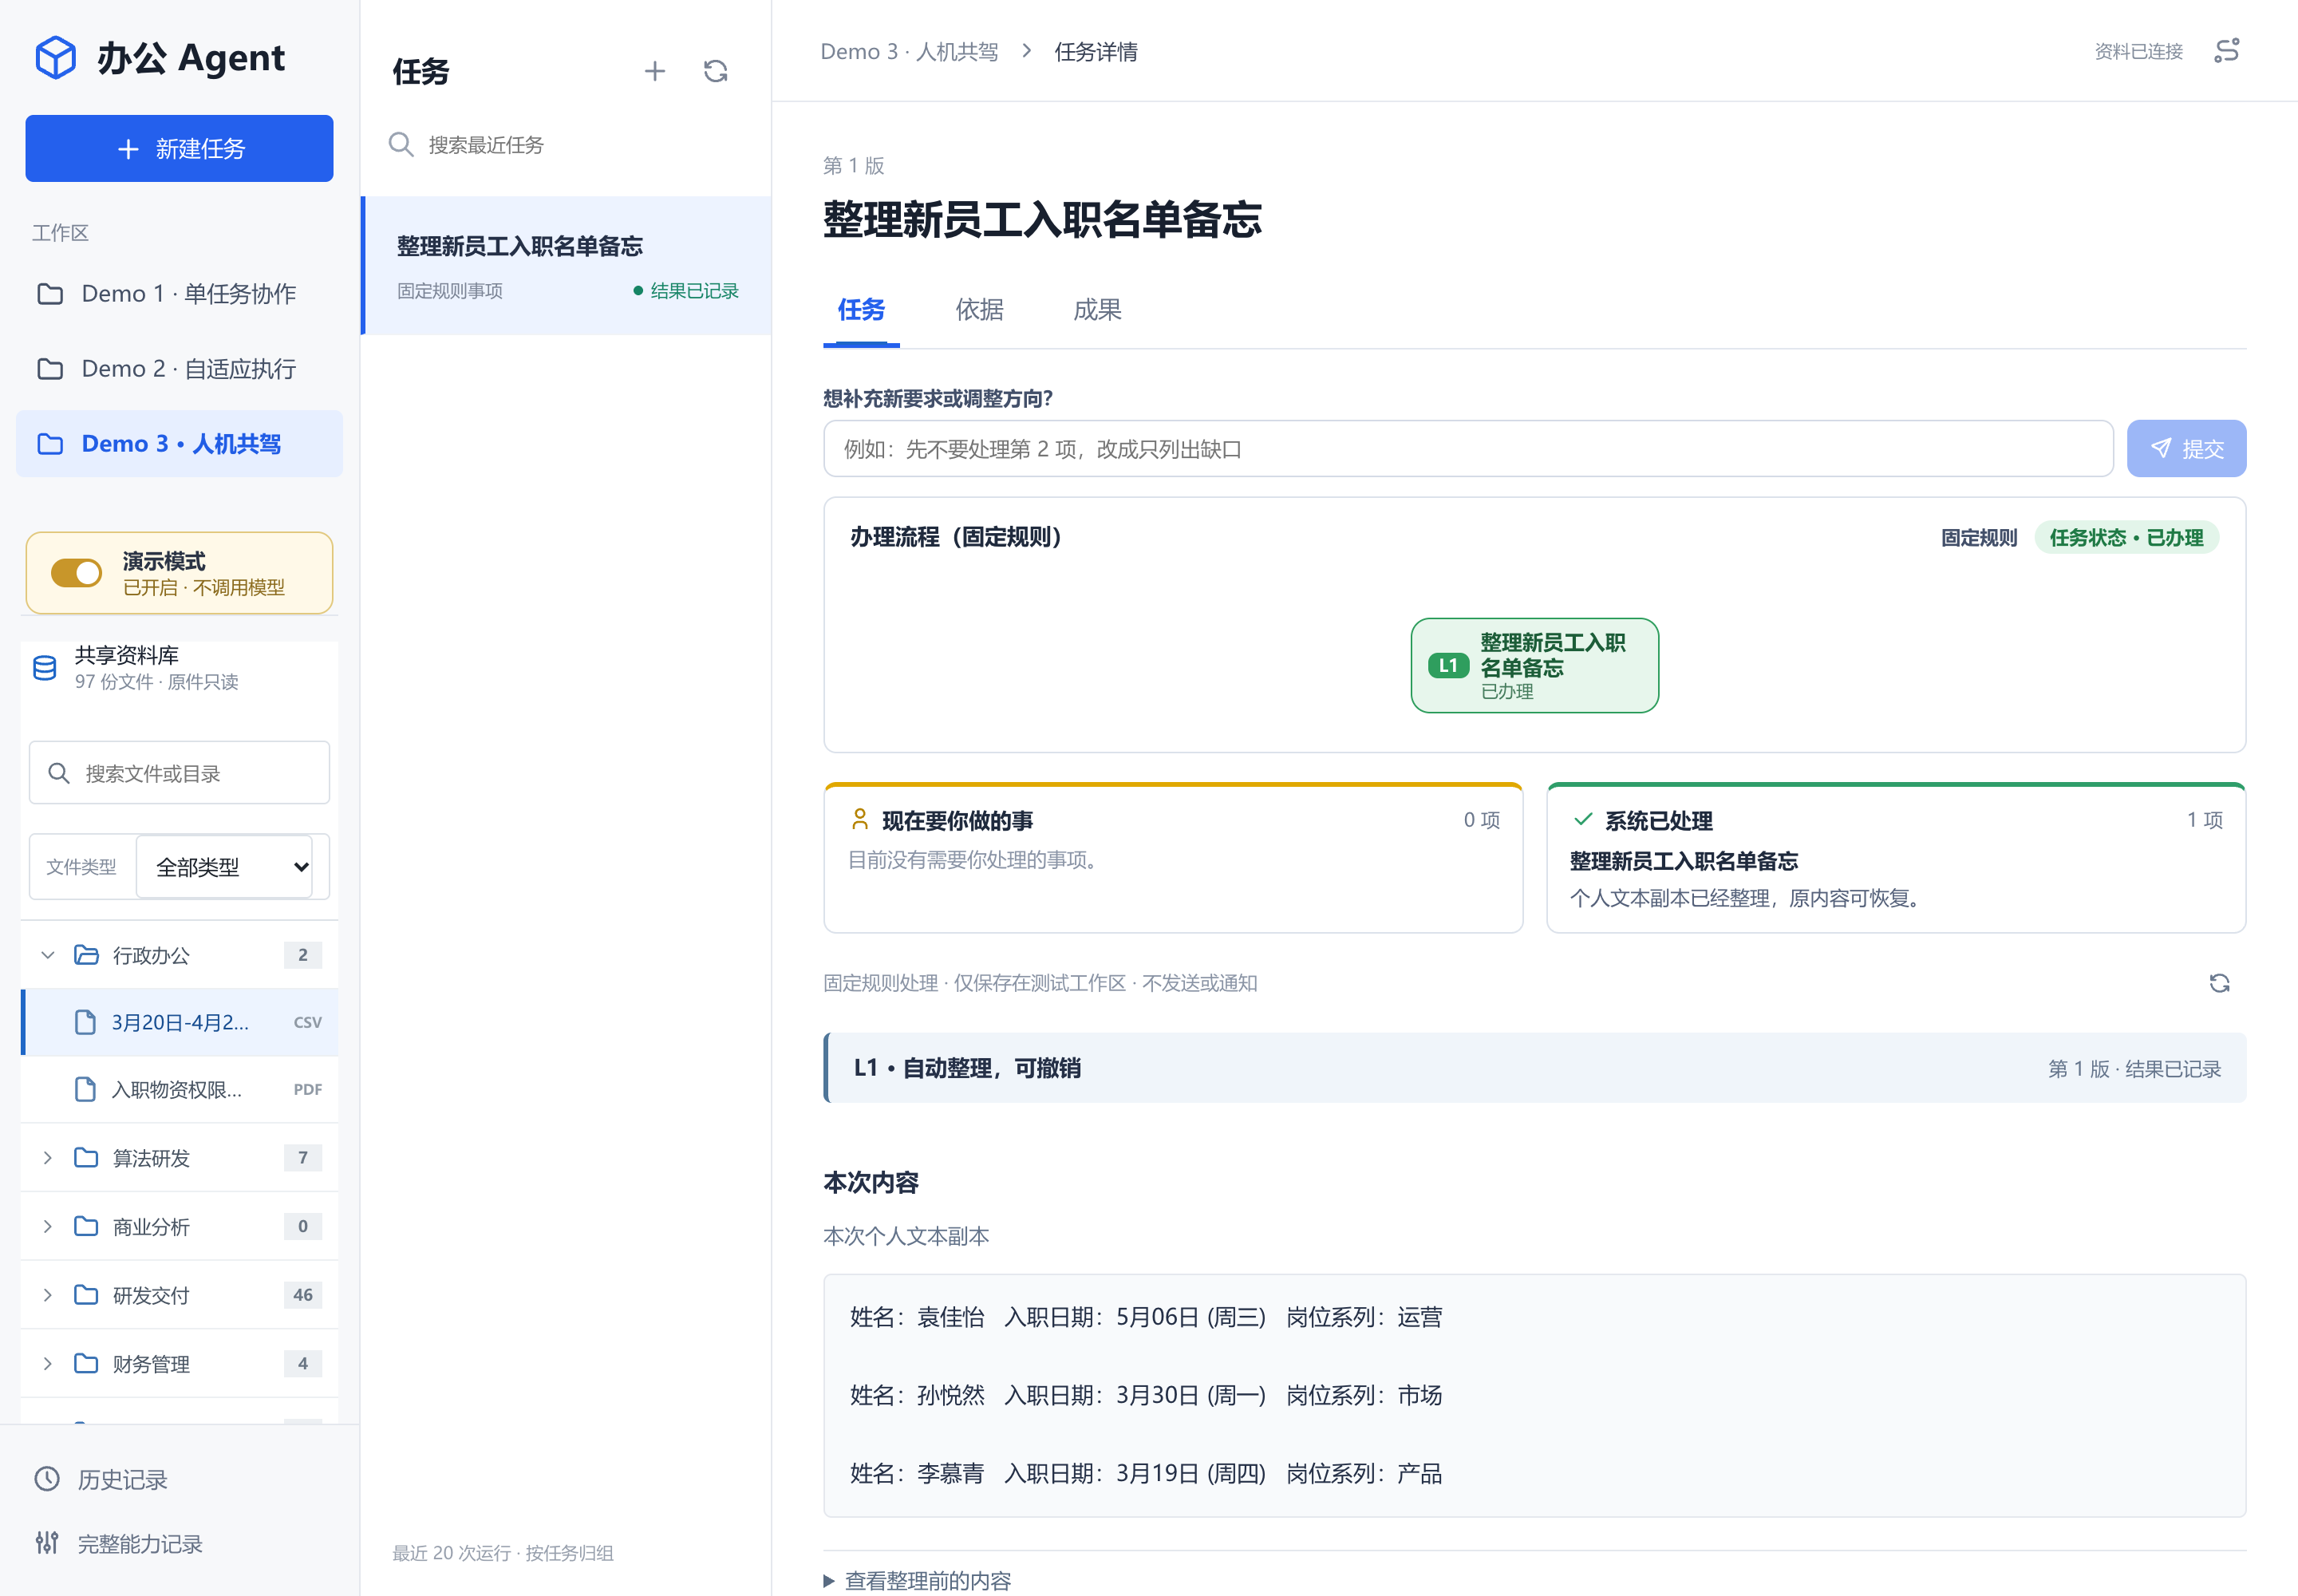 办公 Agent
新建任务
工作区
Demo 1 · 单任务协作
Demo 2 · 自适应执行
Demo 3 · 人机共驾
演示模式
已开启 · 不调用模型
共享资料库
97 份文件 · 原件只读
搜索文件或目录
文件类型 全部类型
行政办公 2
3月20日-4月2... CSV
入职物资权限... PDF
算法研发 7
商业分析 0
研发交付 46
财务管理 4
历史记录
完整能力记录
任务
搜索最近任务
整理新员工入职名单备忘
固定规则事项 结果已记录
最近 20 次运行 · 按任务归组
Demo 3 · 人机共驾 > 任务详情
资料已连接
第 1 版
整理新员工入职名单备忘
任务 依据 成果
想补充新要求或调整方向？
例如：先不要处理第 2 项，改成只列出缺口
提交
办理流程（固定规则）
固定规则 任务状态 · 已办理
L1
整理新员工入职
名单备忘
已办理
现在要你做的事 0 项
目前没有需要你处理的事项。
系统已处理 1 项
整理新员工入职名单备忘
个人文本副本已经整理，原内容可恢复。
固定规则处理 · 仅保存在测试工作区 · 不发送或通知
L1 · 自动整理，可撤销
第 1 版 · 结果已记录
本次内容
本次个人文本副本
姓名：袁佳怡 入职日期：5月06日 (周三) 岗位系列：运营
姓名：孙悦然 入职日期：3月30日 (周一) 岗位系列：市场
姓名：李慕青 入职日期：3月19日 (周四) 岗位系列：产品
查看整理前的内容